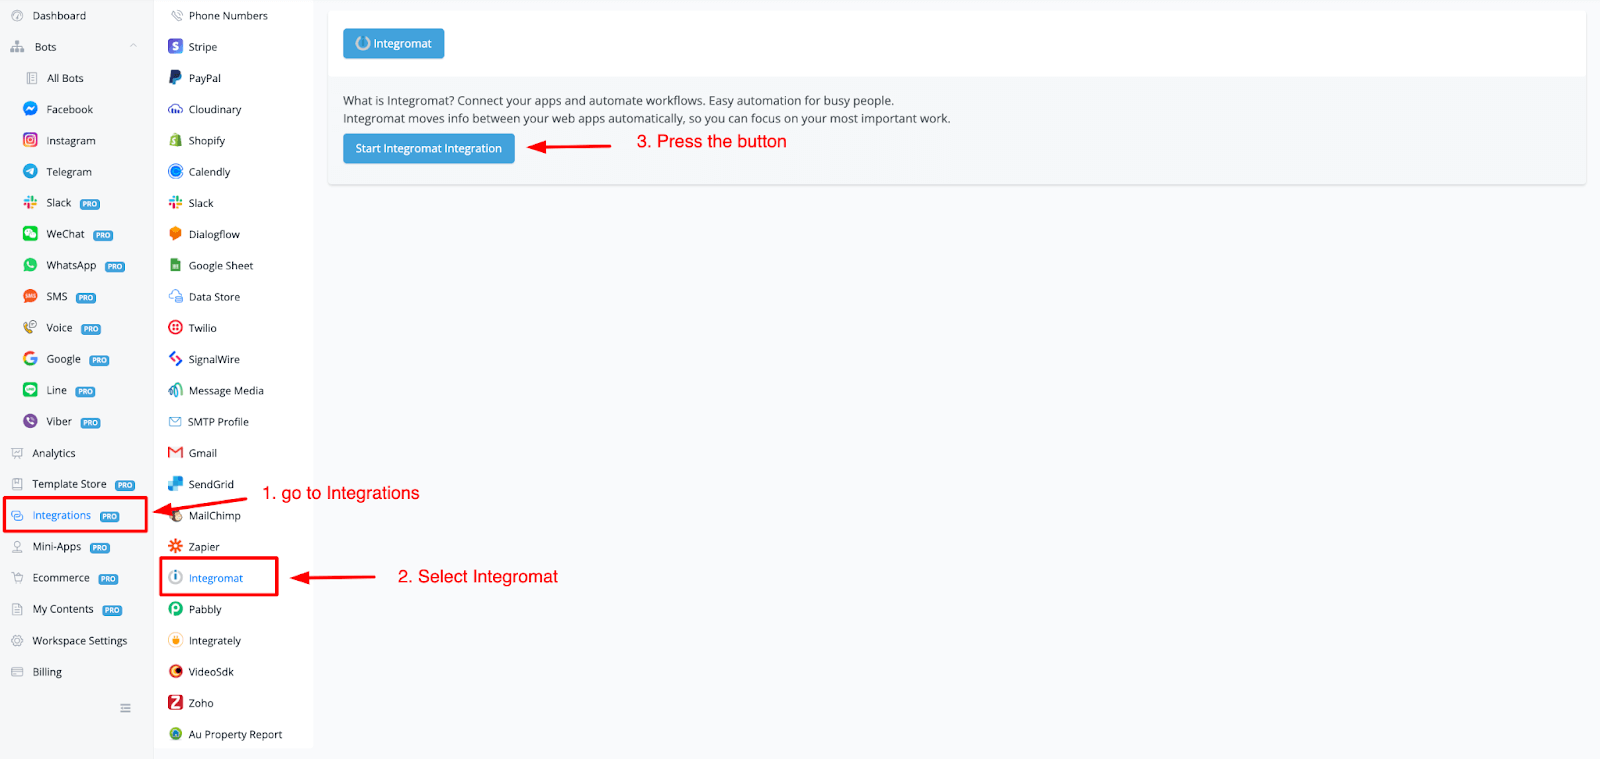 Dashboard
Bots
All Bots
Facebook
Instagram
Telegram
Slack PRO
WeChat PRO
WhatsApp PRO
SMS PRO
Voice PRO
Google PRO
Line PRO
Viber PRO
Analytics
Template Store PRO
Integrations PRO
Mini-Apps PRO
Ecommerce PRO
My Contents PRO
Workspace Settings
Billing
Phone Numbers
Stripe
PayPal
Cloudinary
Shopify
Calendly
Slack
Dialogflow
Google Sheet
Data Store
Twilio
SignalWire
Message Media
SMTP Profile
Gmail
SendGrid
MailChimp
Zapier
Integromat
Pabbly
Integrately
VideoSdk
Zoho
Au Property Report
1. go to Integrations
2. Select Integromat
Integromat
What is Integromat? Connect your apps and automate workflows. Easy automation for busy people.
Integromat moves info between your web apps automatically, so you can focus on your most important work.
Start Integromat Integration
3. Press the button